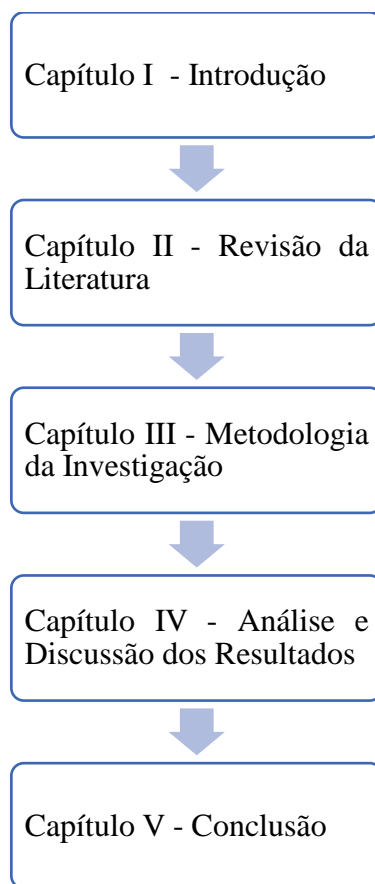 Capítulo I - Introdução
Capítulo II - Revisão da
Literatura
Capítulo III - Metodologia
da Investigação
Capítulo IV - Análise e
Discussão dos Resultados
Capítulo V - Conclusão